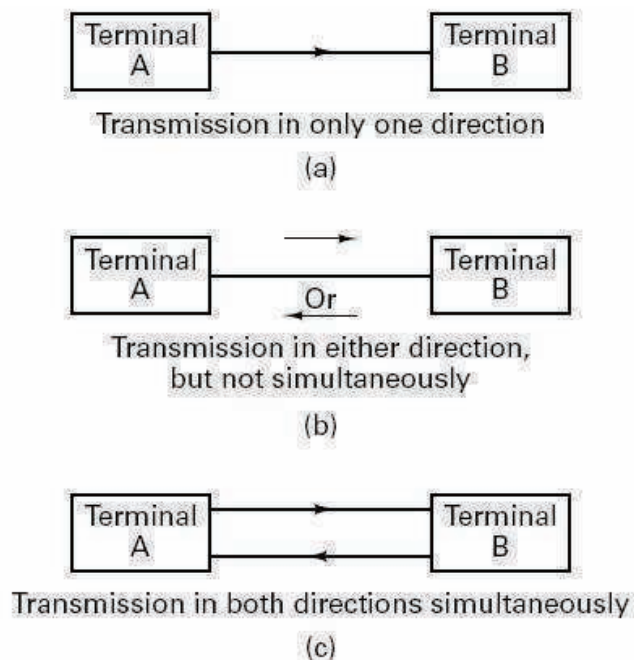 Terminal
A
Terminal
B
Transmission in only one direction
(a)
Terminal
A
Or
Terminal
B
Transmission in either direction,
but not simultaneously
(b)
Terminal
A
Terminal
B
Transmission in both directions simultaneously
(c)